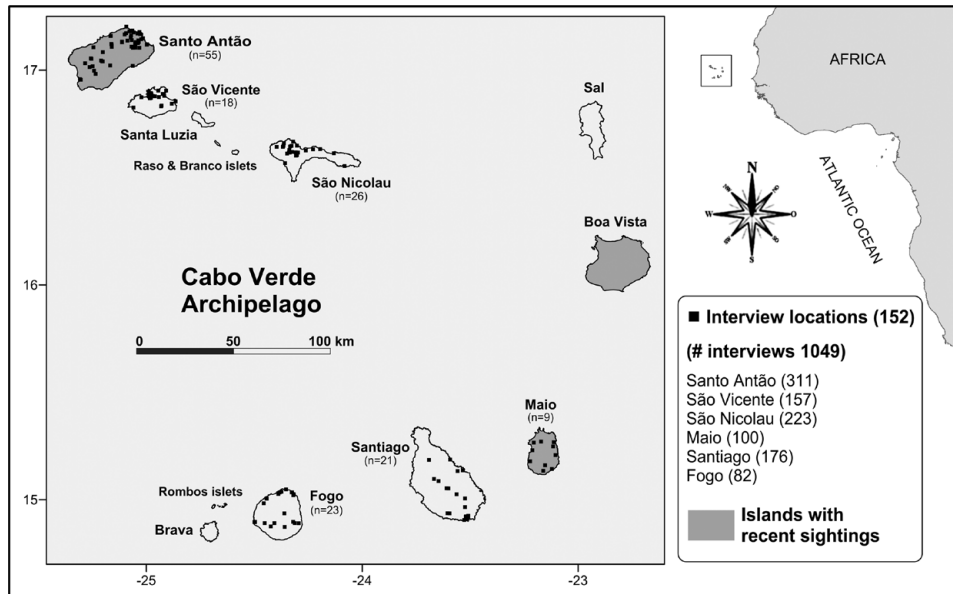 Santo Antão
(n=55)
São Vicente
(n=18)
Santa Luzia
Raso & Branco islets
São Nicolau
(n=26)
Sal
Boa Vista
Cabo Verde
Archipelago
0 50 100 km
Maio
(n=9)
Santiago
(n=21)
Rombos islets
Fogo
(n=23)
Brava
17
16
15
-25 -24 -23
AFRICA
ATLANTIC OCEAN
N
W
O
S
Interview locations (152)
(# interviews 1049)
Santo Antão (311)
São Vicente (157)
São Nicolau (223)
Maio (100)
Santiago (176)
Fogo (82)
Islands with
recent sightings